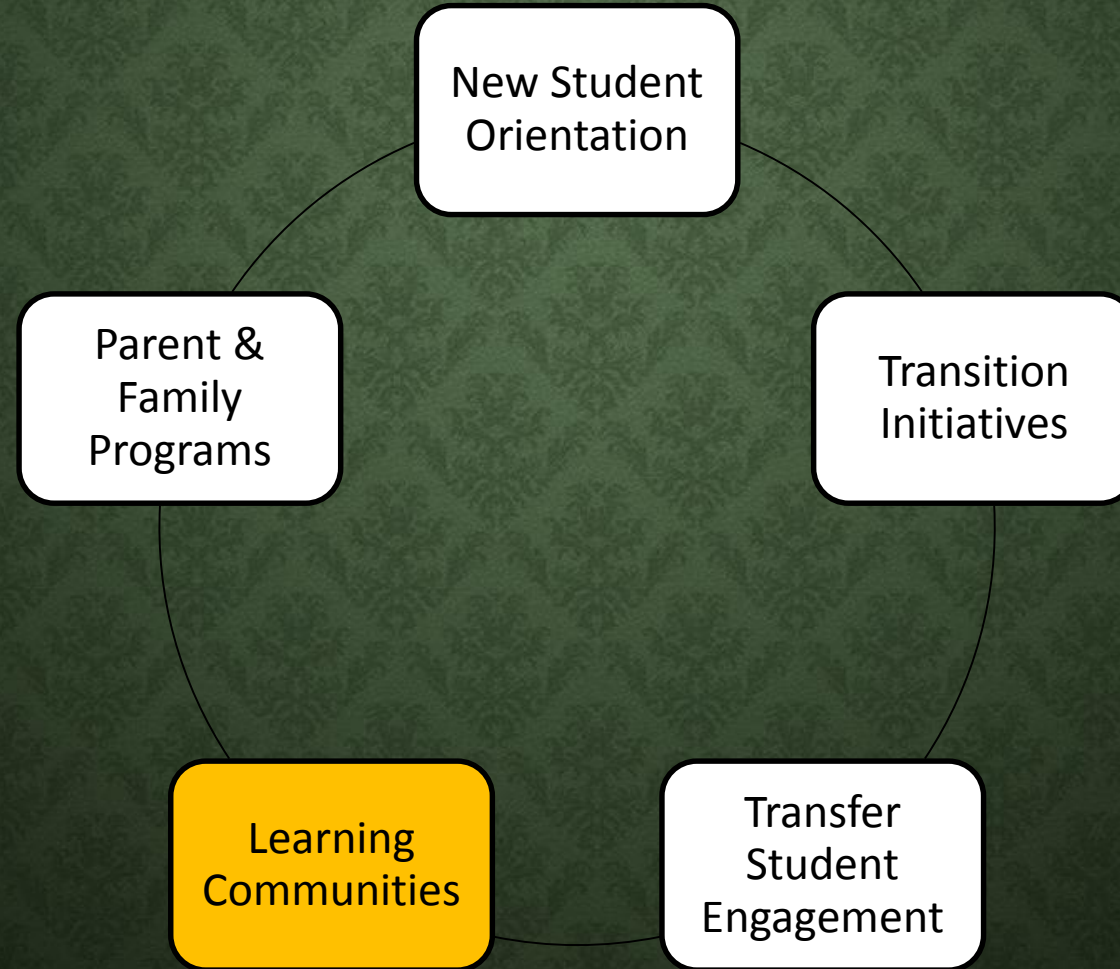 New Student
Orientation
Parent &
Family
Programs
Transition
Initiatives
Learning
Communities
Transfer
Student
Engagement